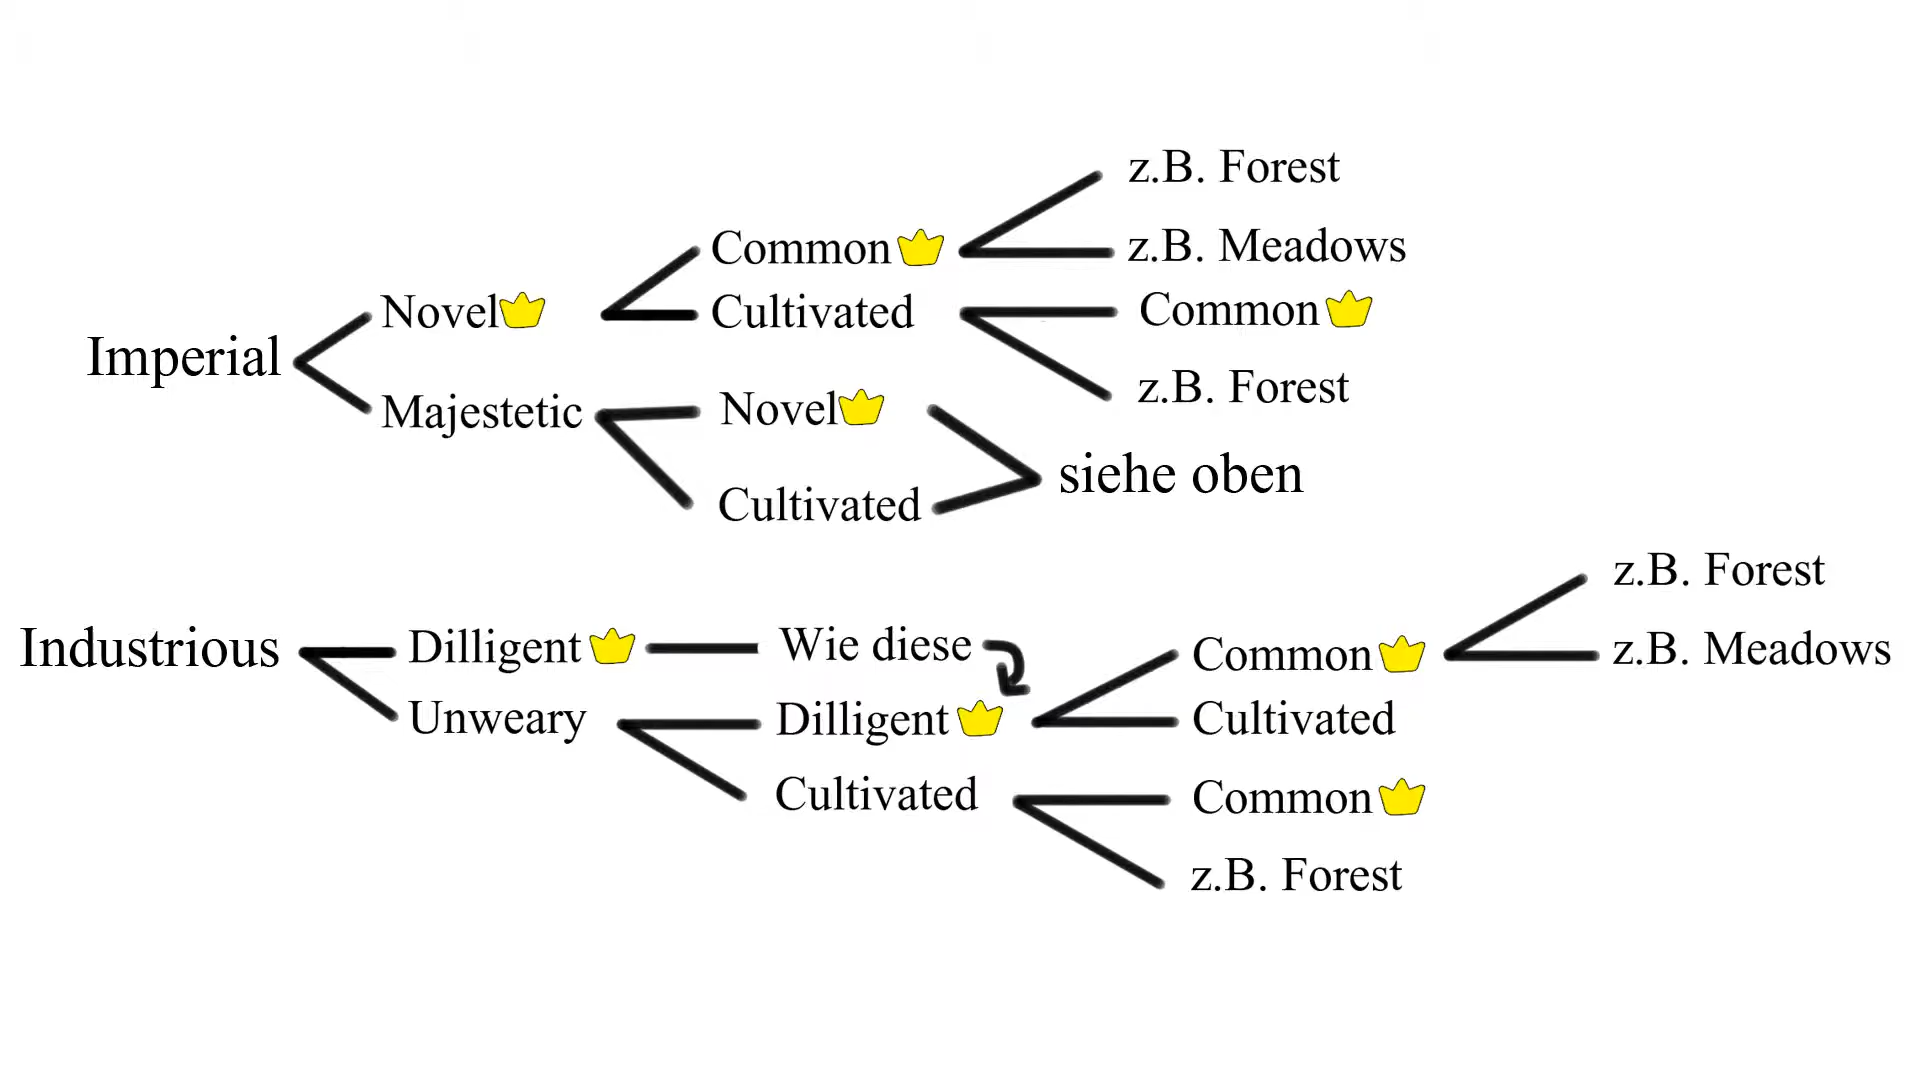 z.B. Forest
Common
z.B. Meadows
Novel
Cultivated
Common
Imperial
z.B. Forest
Majestetic
Novel
siehe oben
Cultivated
z.B. Forest
Industrious
Dilligent
Wie diese
Common
z.B. Meadows
Unweary
Dilligent
Cultivated
Cultivated
Common
z.B. Forest